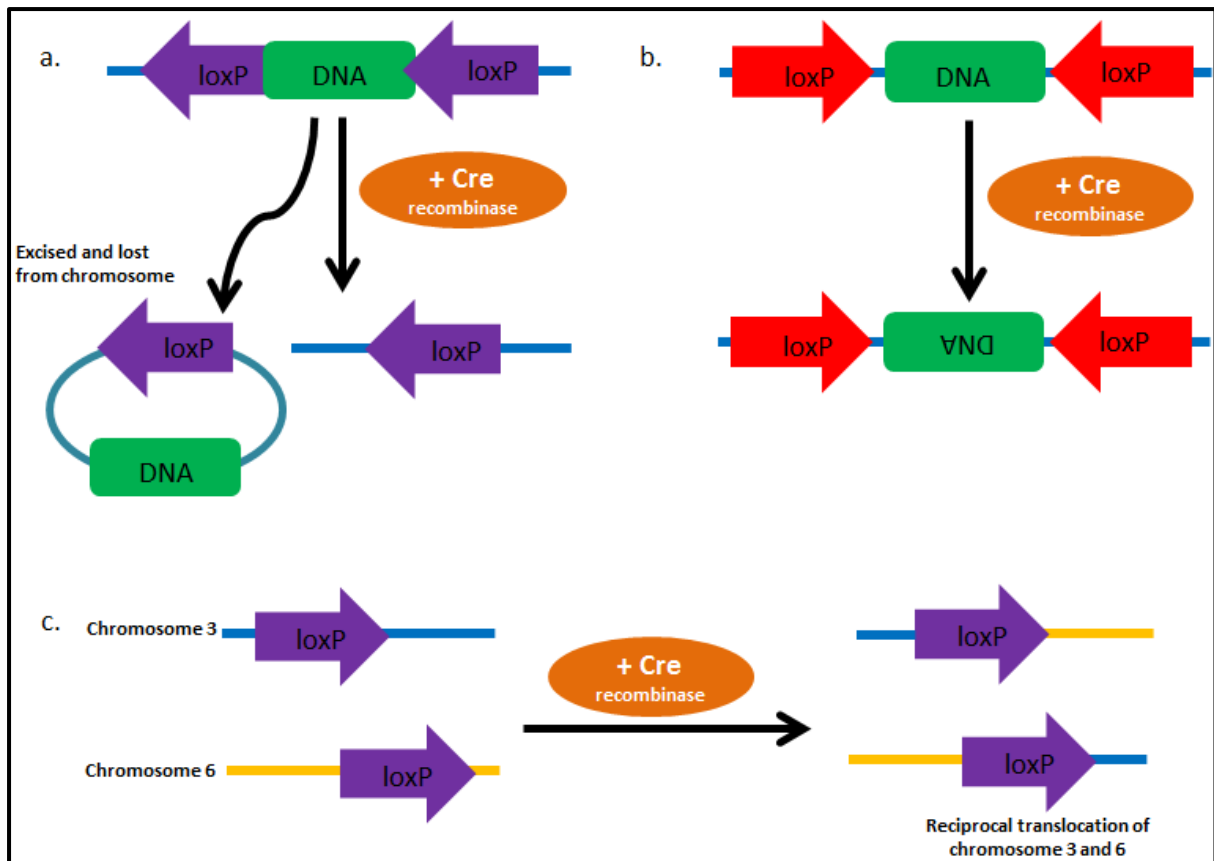 a.
loxP
DNA
loxP
+ Cre
recombinase
Excised and lost
from chromosome
loxP
DNA
loxP
b.
loxP
DNA
loxP
+ Cre
recombinase
loxP
DNA
loxP
c.
Chromosome 3
loxP
Chromosome 6
loxP
+ Cre
recombinase
loxP
loxP
Reciprocal translocation of
chromosome 3 and 6